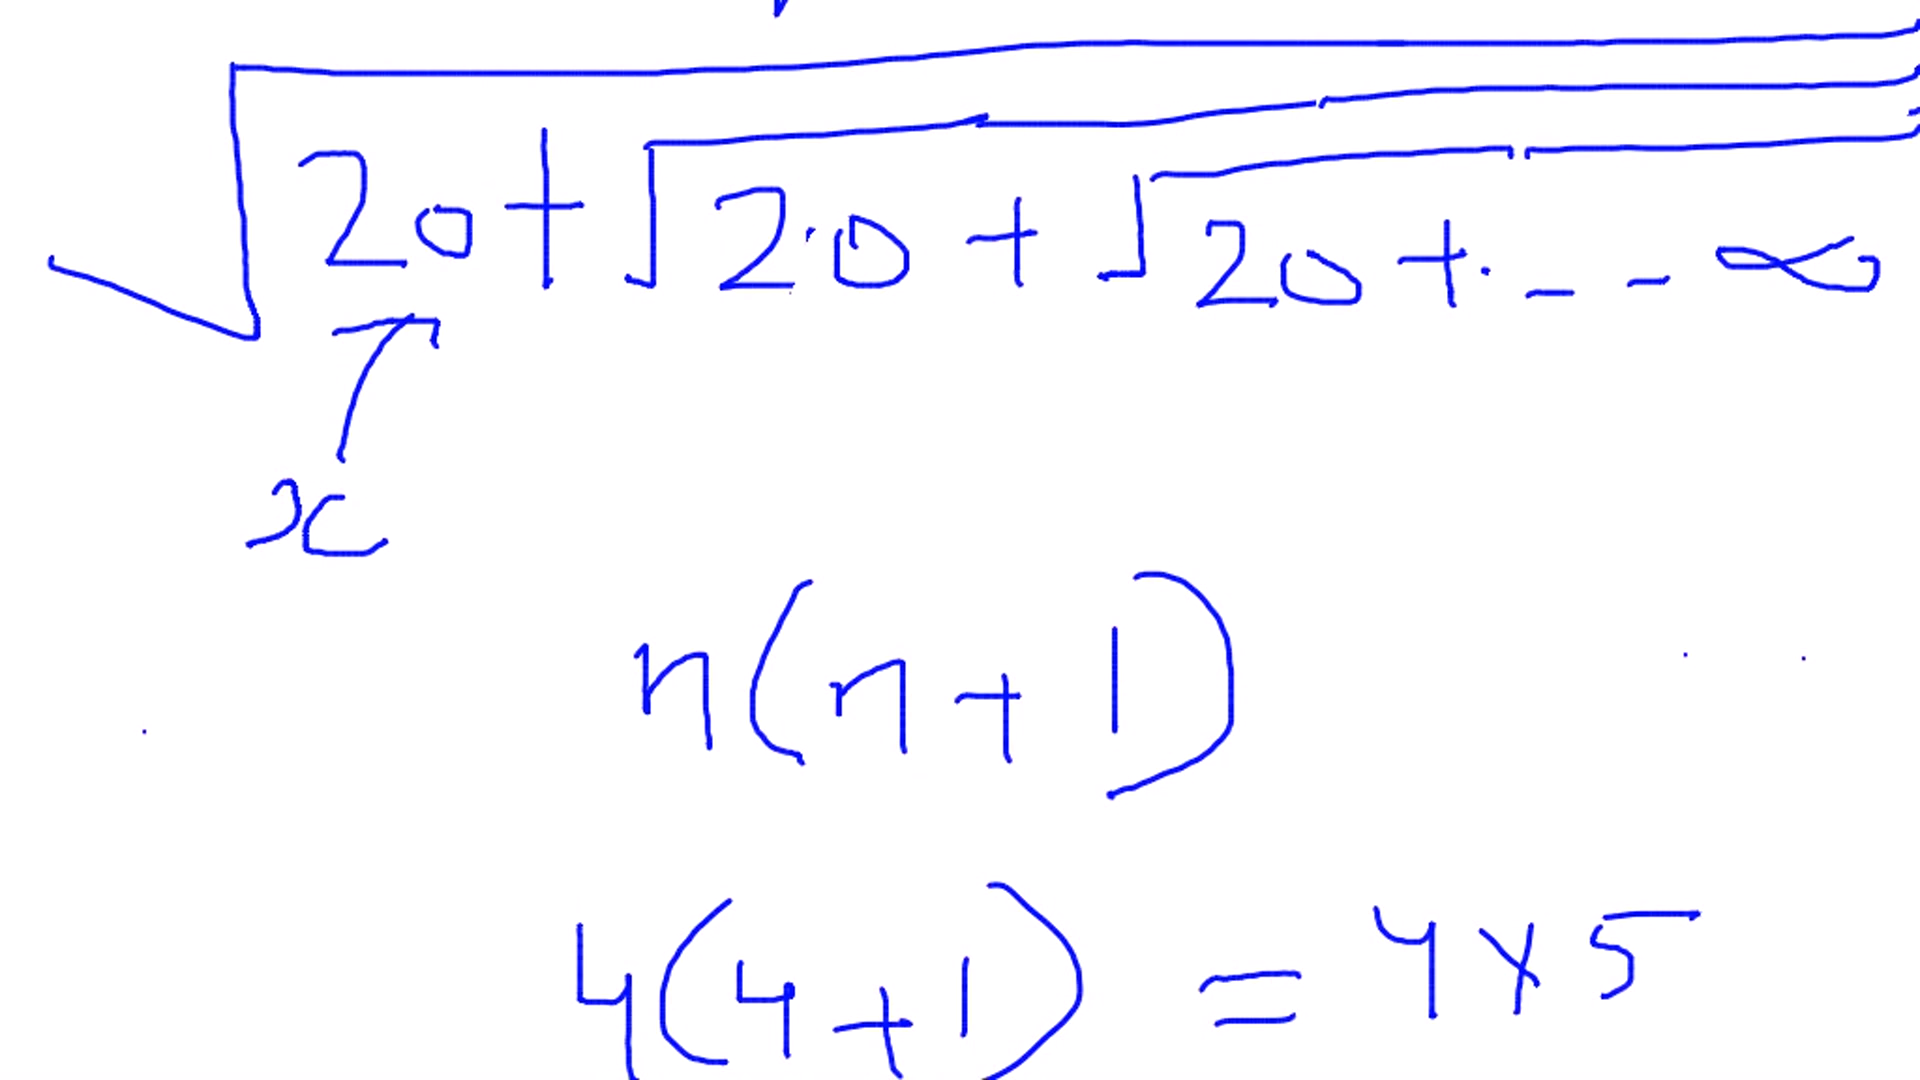 √20+√20+√20+.--∞
x
n(n+1)
4(4+1) = 4×5